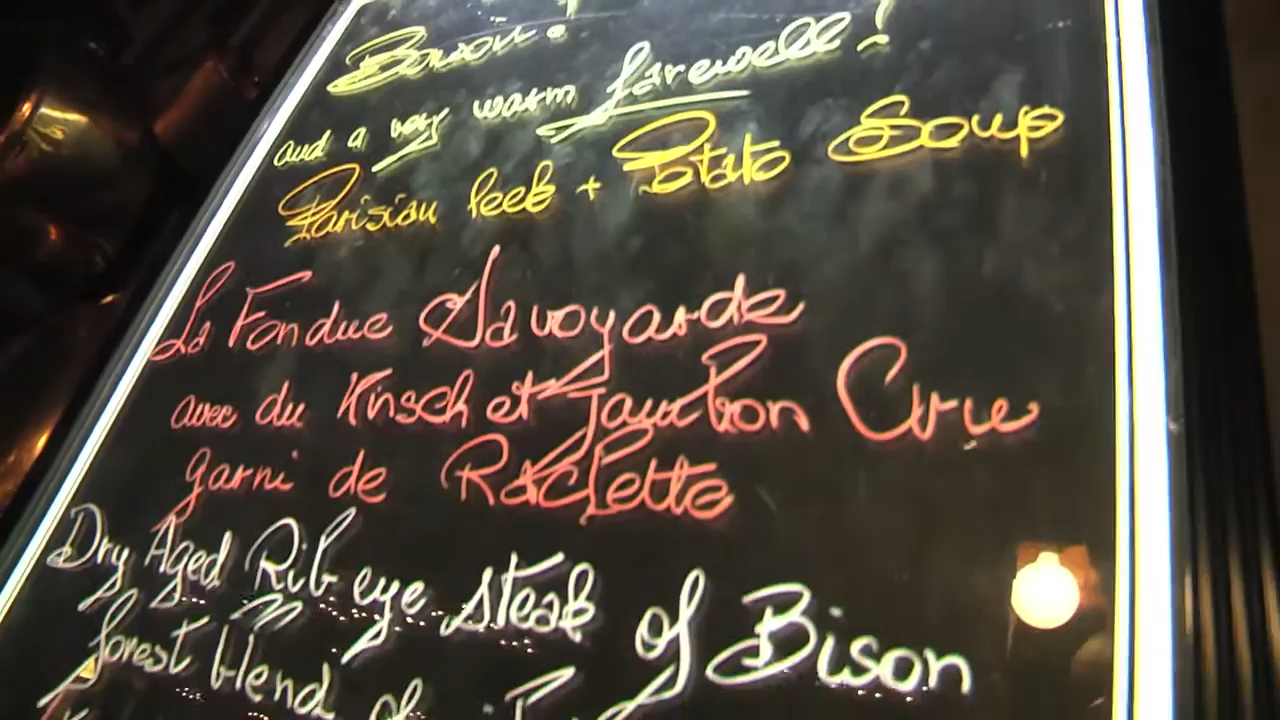 and a very warm farewell!
Parisian leek + Potato Soup
La Fondue Savoyarde
avec du Kirsch et Jambon Cru
garni de Raclette
Dry Aged Rib eye steak of Bison
forest blend of